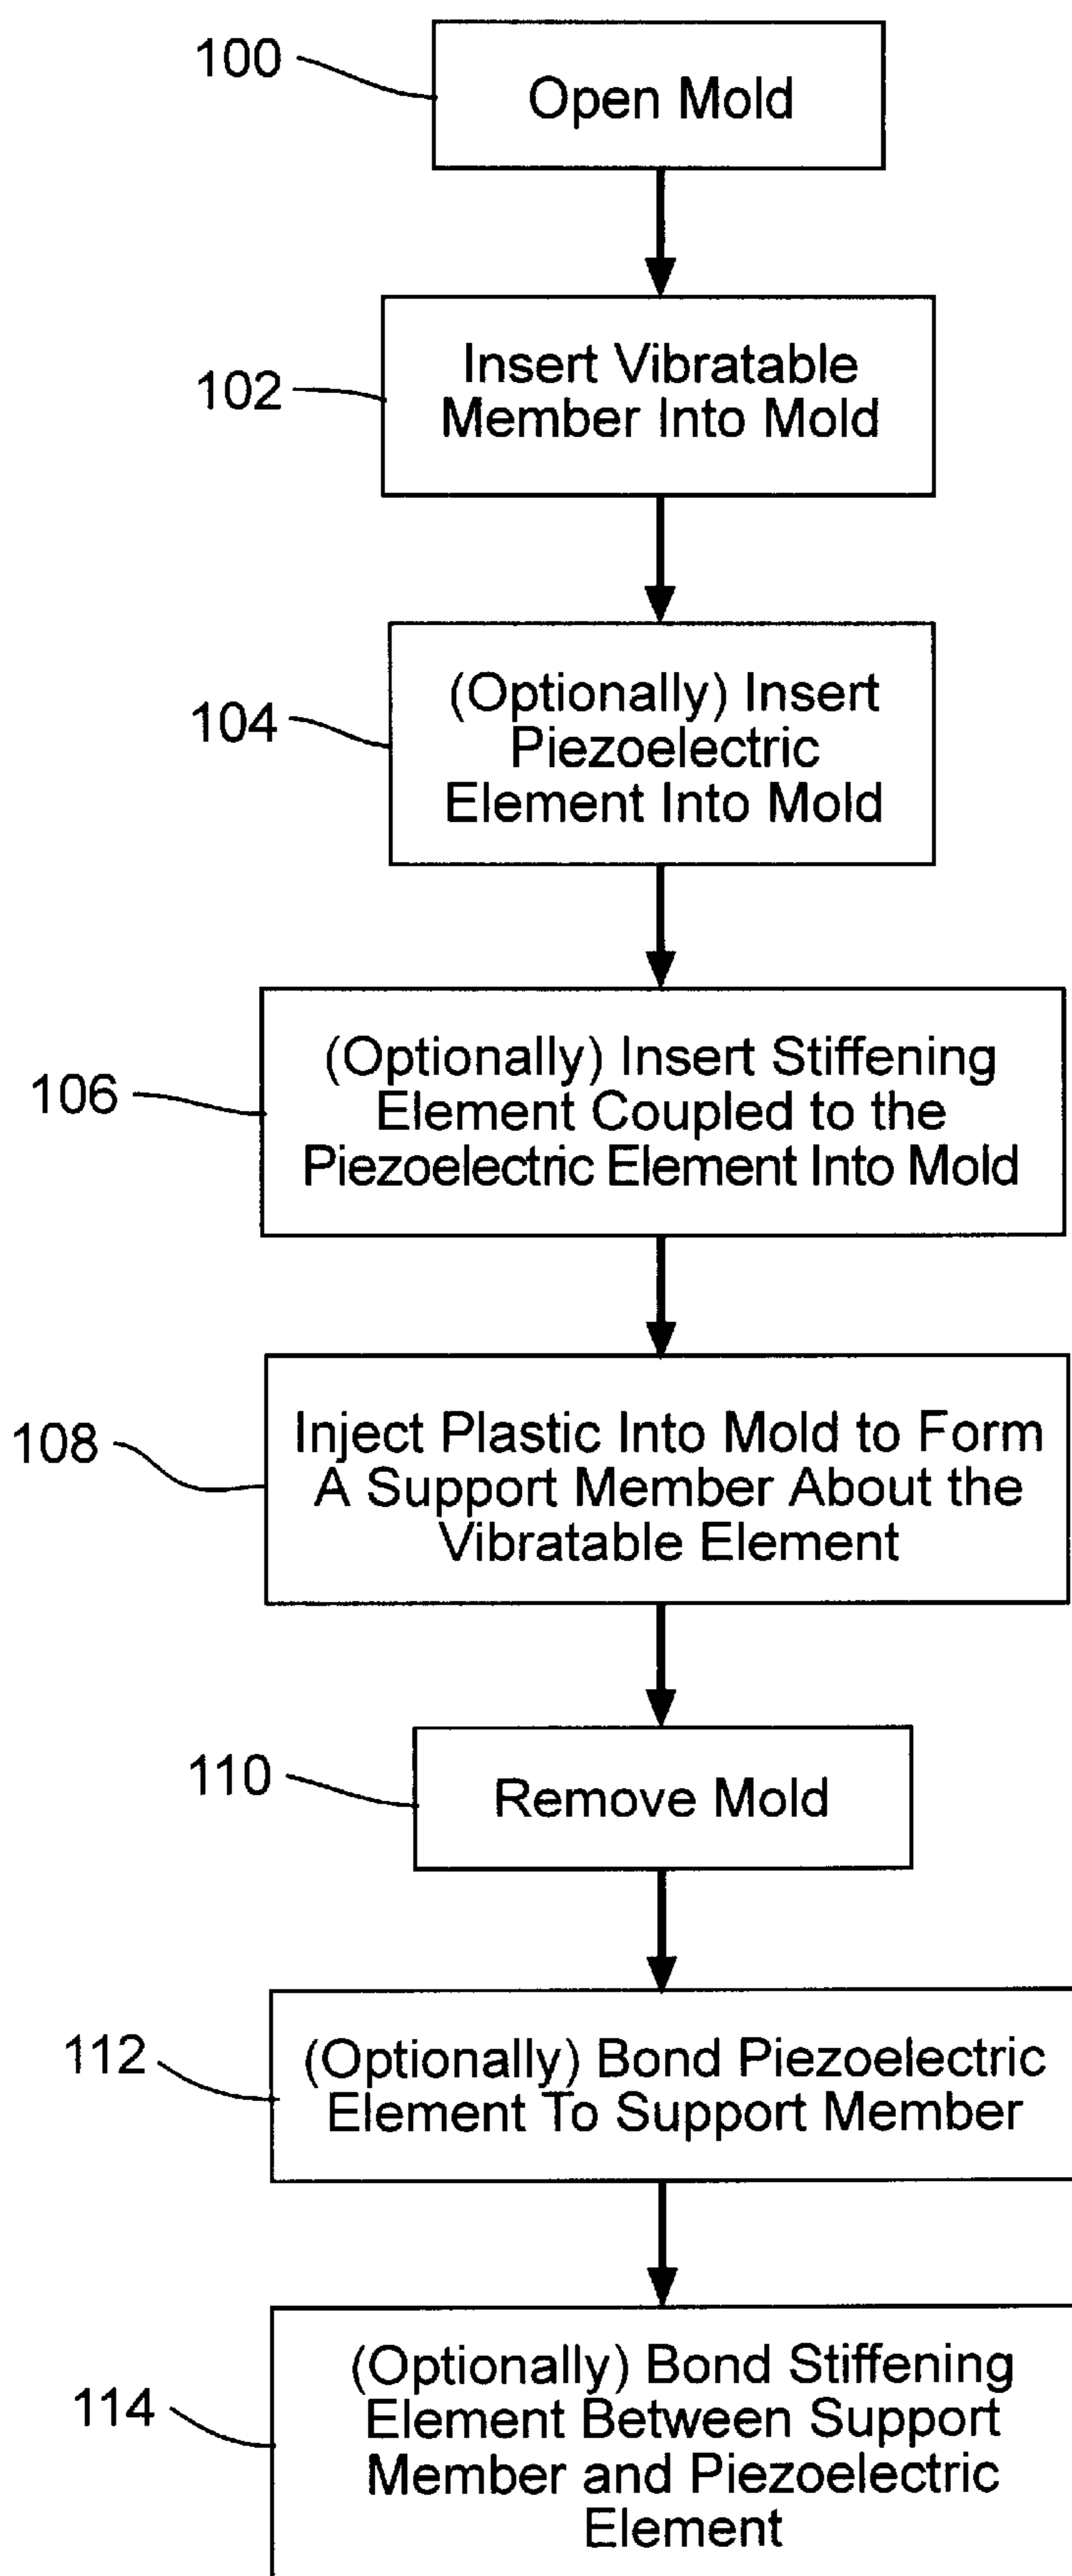 100
Open Mold
102
Insert Vibratable
Member Into Mold
104
(Optionally) Insert
Piezoelectric
Element Into Mold
106
(Optionally) Insert Stiffening
Element Coupled to the
Piezoelectric Element Into Mold
108
Inject Plastic Into Mold to Form
A Support Member About the
Vibratable Element
110
Remove Mold
112
(Optionally) Bond Piezoelectric
Element To Support Member
114
(Optionally) Bond Stiffening
Element Between Support
Member and Piezoelectric
Element